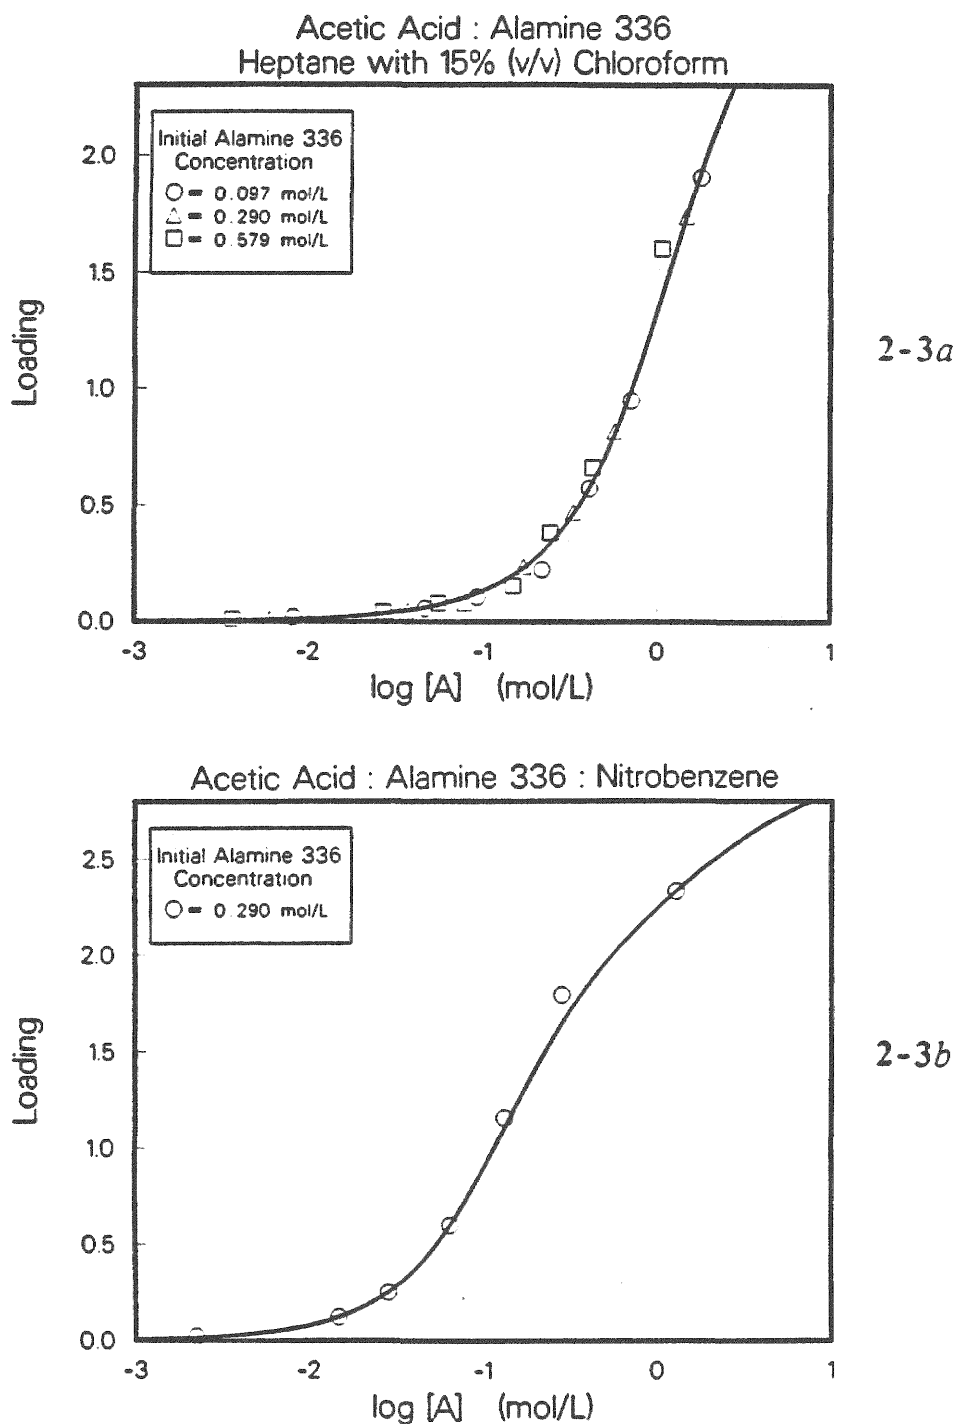 Acetic Acid : Alamine 336
Heptane with 15% (v/v) Chloroform
Initial Alamine 336
Concentration
= 0.097 mol/L
= 0.290 mol/L
= 0.579 mol/L
2.0
1.5
1.0
0.5
0.0
Loading
-3 -2 -1 0 1
log [A] (mol/L)
2-3a
Acetic Acid : Alamine 336 : Nitrobenzene
Initial Alamine 336
Concentration
= 0.290 mol/L
2.5
2.0
1.5
1.0
0.5
0.0
Loading
-3 -2 -1 0 1
log [A] (mol/L)
2-3b